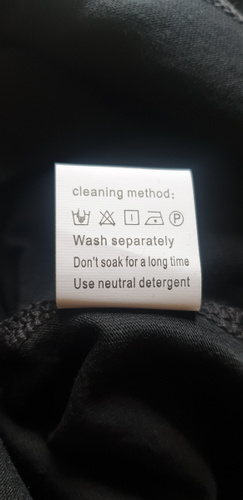 cleaning method:
P
Wash separately
Don't soak for a long time
Use neutral detergent